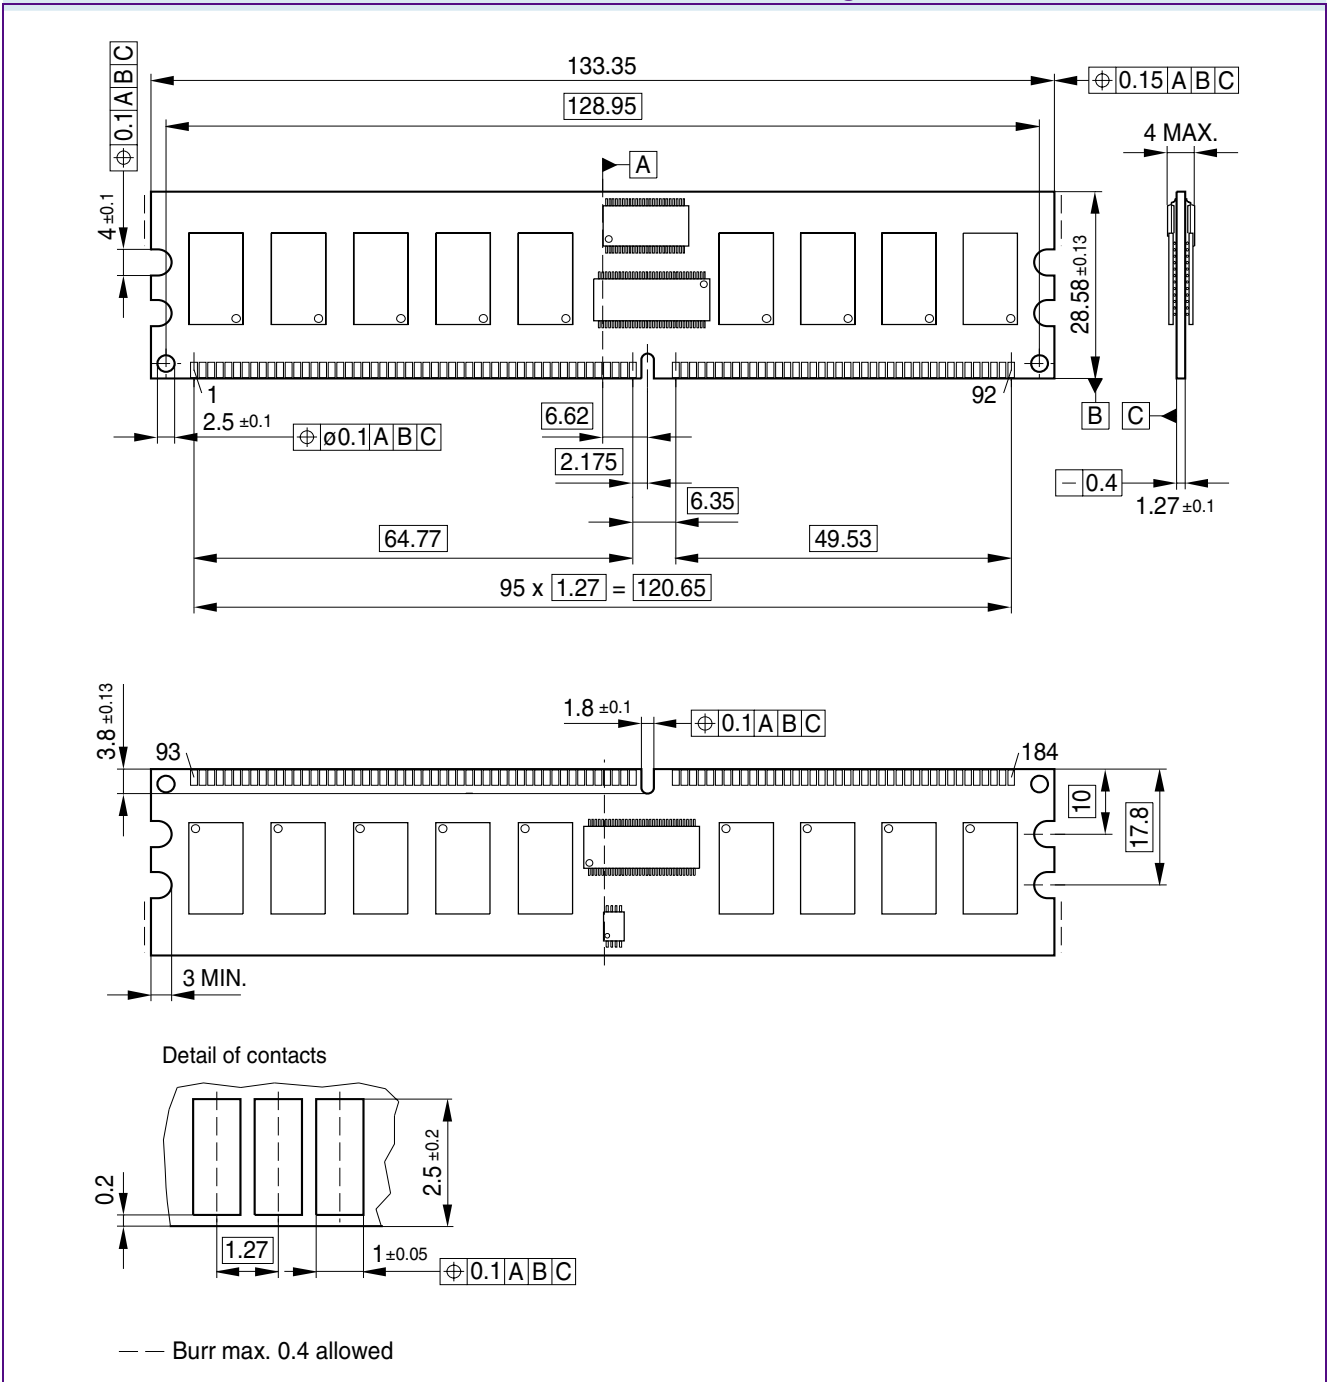 133.35
⌖ 0.1 A B C
⌖ 0.15 A B C
128.95
4 MAX.
A
4 ±0.1
28.58 ±0.13
1
92
2.5 ±0.1
⌖ ø0.1 A B C
6.62
B
C
2.175
— 0.4
6.35
1.27 ±0.1
64.77
49.53
95 x 1.27 = 120.65
3.8 ±0.13
1.8 ±0.1
⌖ 0.1 A B C
93
184
10
17.8
3 MIN.
Detail of contacts
0.2
2.5 ±0.2
1.27
1 ±0.05
⌖ 0.1 A B C
— — Burr max. 0.4 allowed